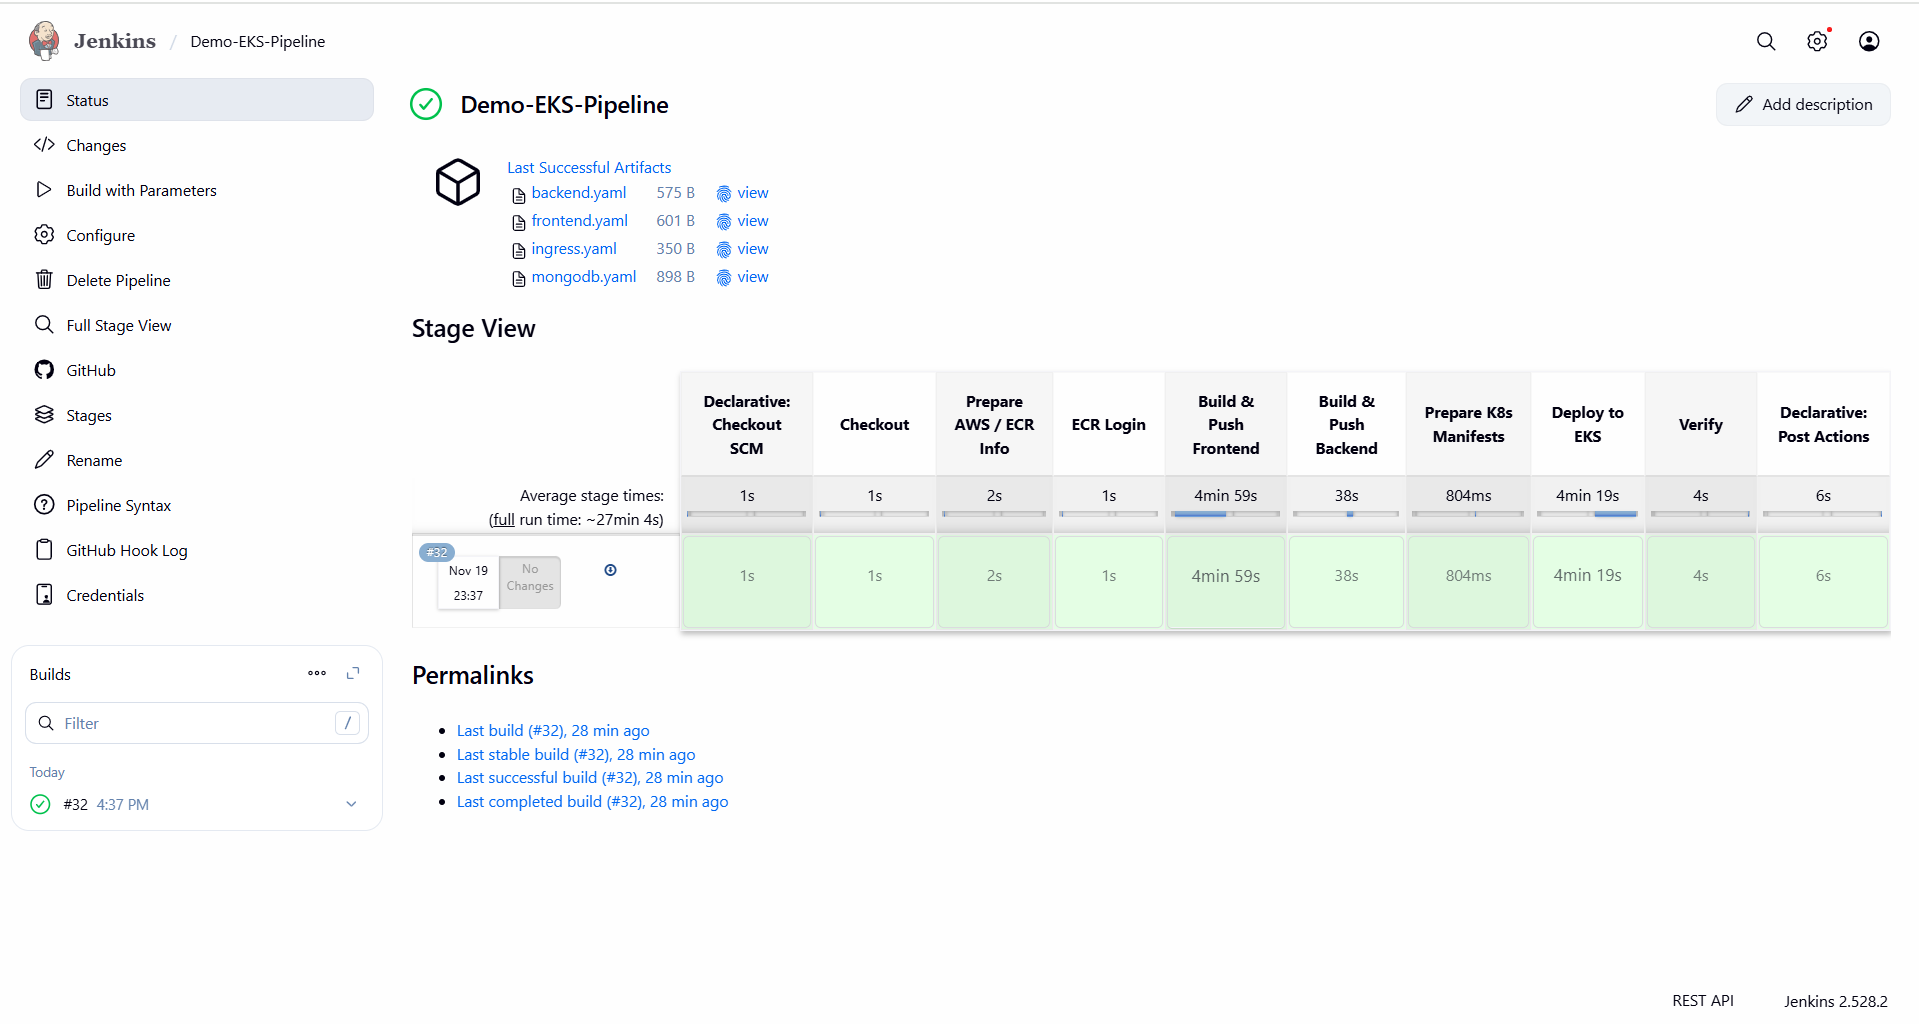 Jenkins / Demo-EKS-Pipeline
Status
Changes
Build with Parameters
Configure
Delete Pipeline
Full Stage View
GitHub
Stages
Rename
Pipeline Syntax
GitHub Hook Log
Credentials
Builds
Filter /
Today
#32 4:37 PM
Demo-EKS-Pipeline
Add description
Last Successful Artifacts
backend.yaml 575 B view
frontend.yaml 601 B view
ingress.yaml 350 B view
mongodb.yaml 898 B view
Stage View
Declarative: Checkout SCM
Checkout
Prepare AWS / ECR Info
ECR Login
Build & Push Frontend
Build & Push Backend
Prepare K8s Manifests
Deploy to EKS
Verify
Declarative: Post Actions
Average stage times:
(full run time: ~27min 4s)
1s 1s 2s 1s 4min 59s 38s 804ms 4min 19s 4s 6s
#32
Nov 19
23:37
No
Changes
1s 1s 2s 1s 4min 59s 38s 804ms 4min 19s 4s 6s
Permalinks
Last build (#32), 28 min ago
Last stable build (#32), 28 min ago
Last successful build (#32), 28 min ago
Last completed build (#32), 28 min ago
REST API
Jenkins 2.528.2